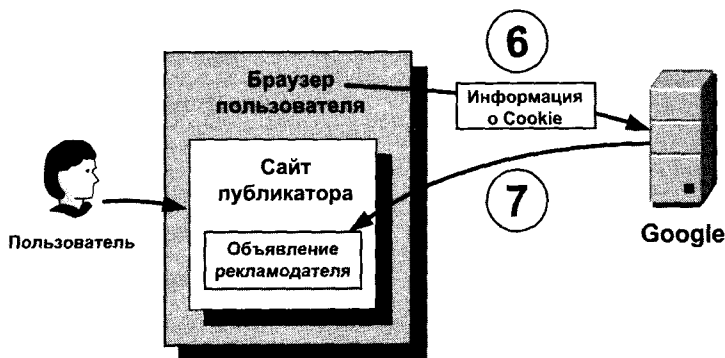 6
Браузер
пользователя
Информация
о Cookie
Сайт
публикатора
7
Google
Пользователь
Объявление
рекламодателя